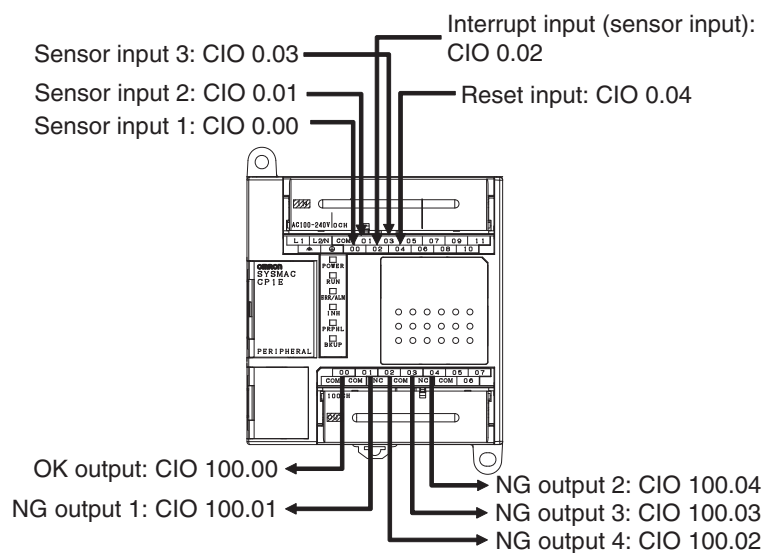 Interrupt input (sensor input):
CIO 0.02
Sensor input 3: CIO 0.03
Sensor input 2: CIO 0.01
Reset input: CIO 0.04
Sensor input 1: CIO 0.00
AC100-240V 0CH
L1 L2/N COM 01 03 05 07 09 11
00 02 04 06 08 10
OMRON
SYSMAC
CP1E
POWER
RUN
ERR/ALM
INH
PRPHL
BKUP
PERIPHERAL
00 01 02 03 04 05 07
COM COM NC COM NC COM 06
100CH
OK output: CIO 100.00
NG output 1: CIO 100.01
NG output 2: CIO 100.04
NG output 3: CIO 100.03
NG output 4: CIO 100.02